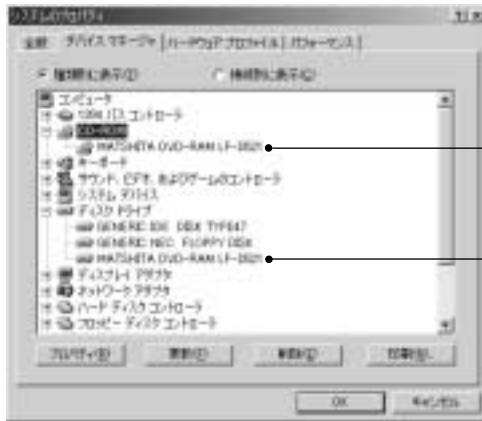 システムのプロパティ
全般 デバイス マネージャ ハードウェア プロファイル パフォーマンス
種類別に表示(T) 接続別に表示(C)
コンピュータ
1394 バス コントローラ
CD-ROM
MATSHITA DVD-RAM LF-D521
キーボード
サウンド、ビデオ、およびゲームのコントローラ
システム デバイス
ディスク ドライブ
GENERIC IDE DISK TYPE47
GENERIC NEC FLOPPY DISK
MATSHITA DVD-RAM LF-D521
ディスプレイ アダプタ
ネットワーク アダプタ
ハード ディスク コントローラ
フロッピー ディスク コントローラ
プロパティ(R) 更新(F) 削除(E) 印刷(N)...
OK キャンセル